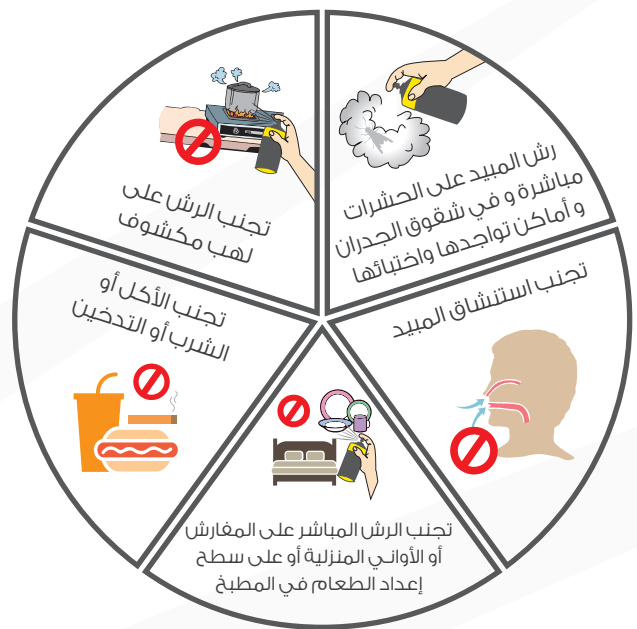 رش المبيد على الحشرات
مباشرة و في شقوق الجدران
و أماكن تواجدها واختبائها
تجنب استنشاق المبيد
تجنب الرش المباشر على المفارش
أو الأواني المنزلية أو على سطح
إعداد الطعام في المطبخ
تجنب الأكل أو
الشرب أو التدخين
تجنب الرش على
لهب مكشوف